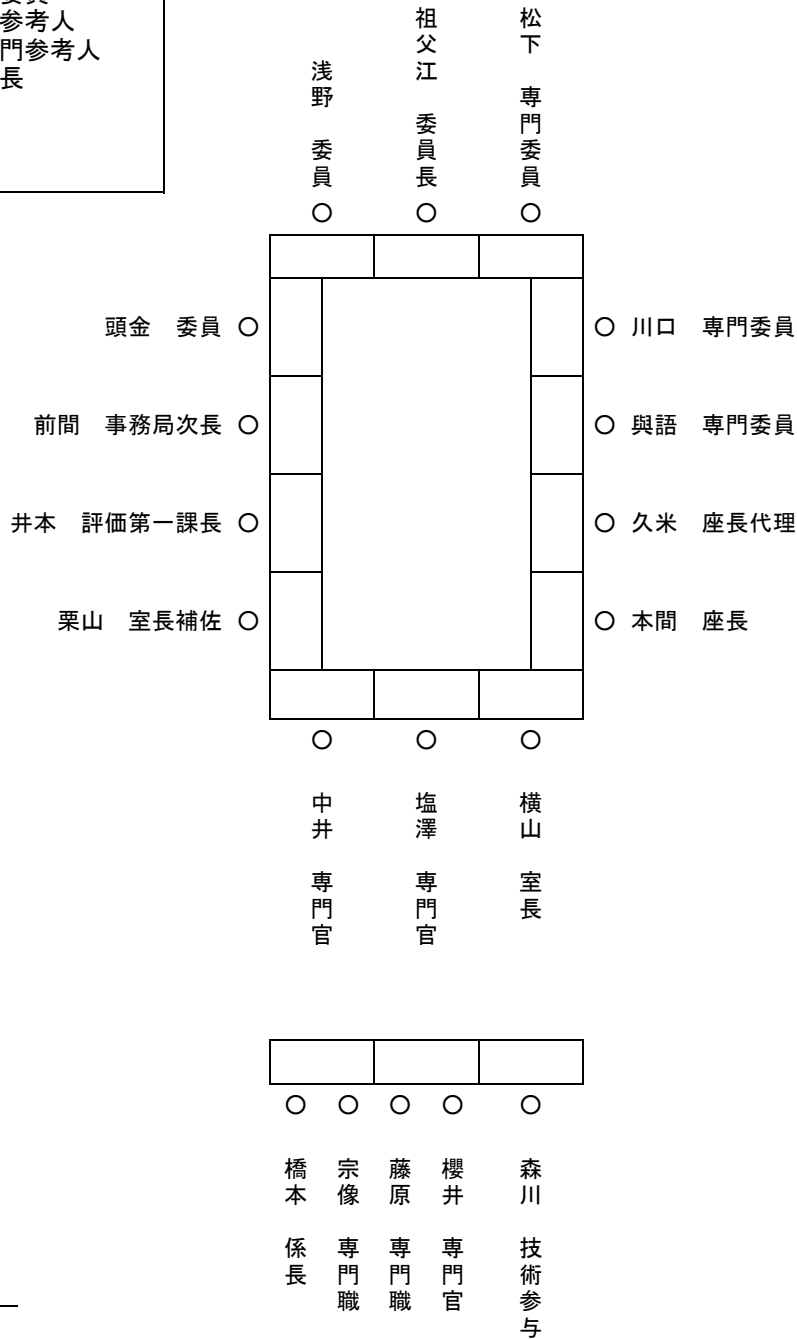 参考人
門参考人
長
浅野　委員
祖父江　委員長
松下　専門委員
頭金　委員
川口　専門委員
前間　事務局次長
與語　専門委員
井本　評価第一課長
久米　座長代理
栗山　室長補佐
本間　座長
中井　専門官
塩澤　専門官
横山　室長
橋本　係長
宗像　専門職
藤原　専門職
櫻井　専門官
森川　技術参与